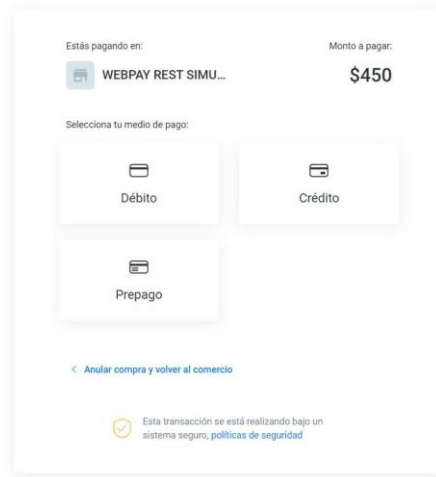 Estás pagando en:
Monto a pagar:
WEBPAY REST SIMU...
$450
Selecciona tu medio de pago:
Débito
Crédito
Prepago
Anular compra y volver al comercio
Esta transacción se está realizando bajo un
sistema seguro, políticas de seguridad